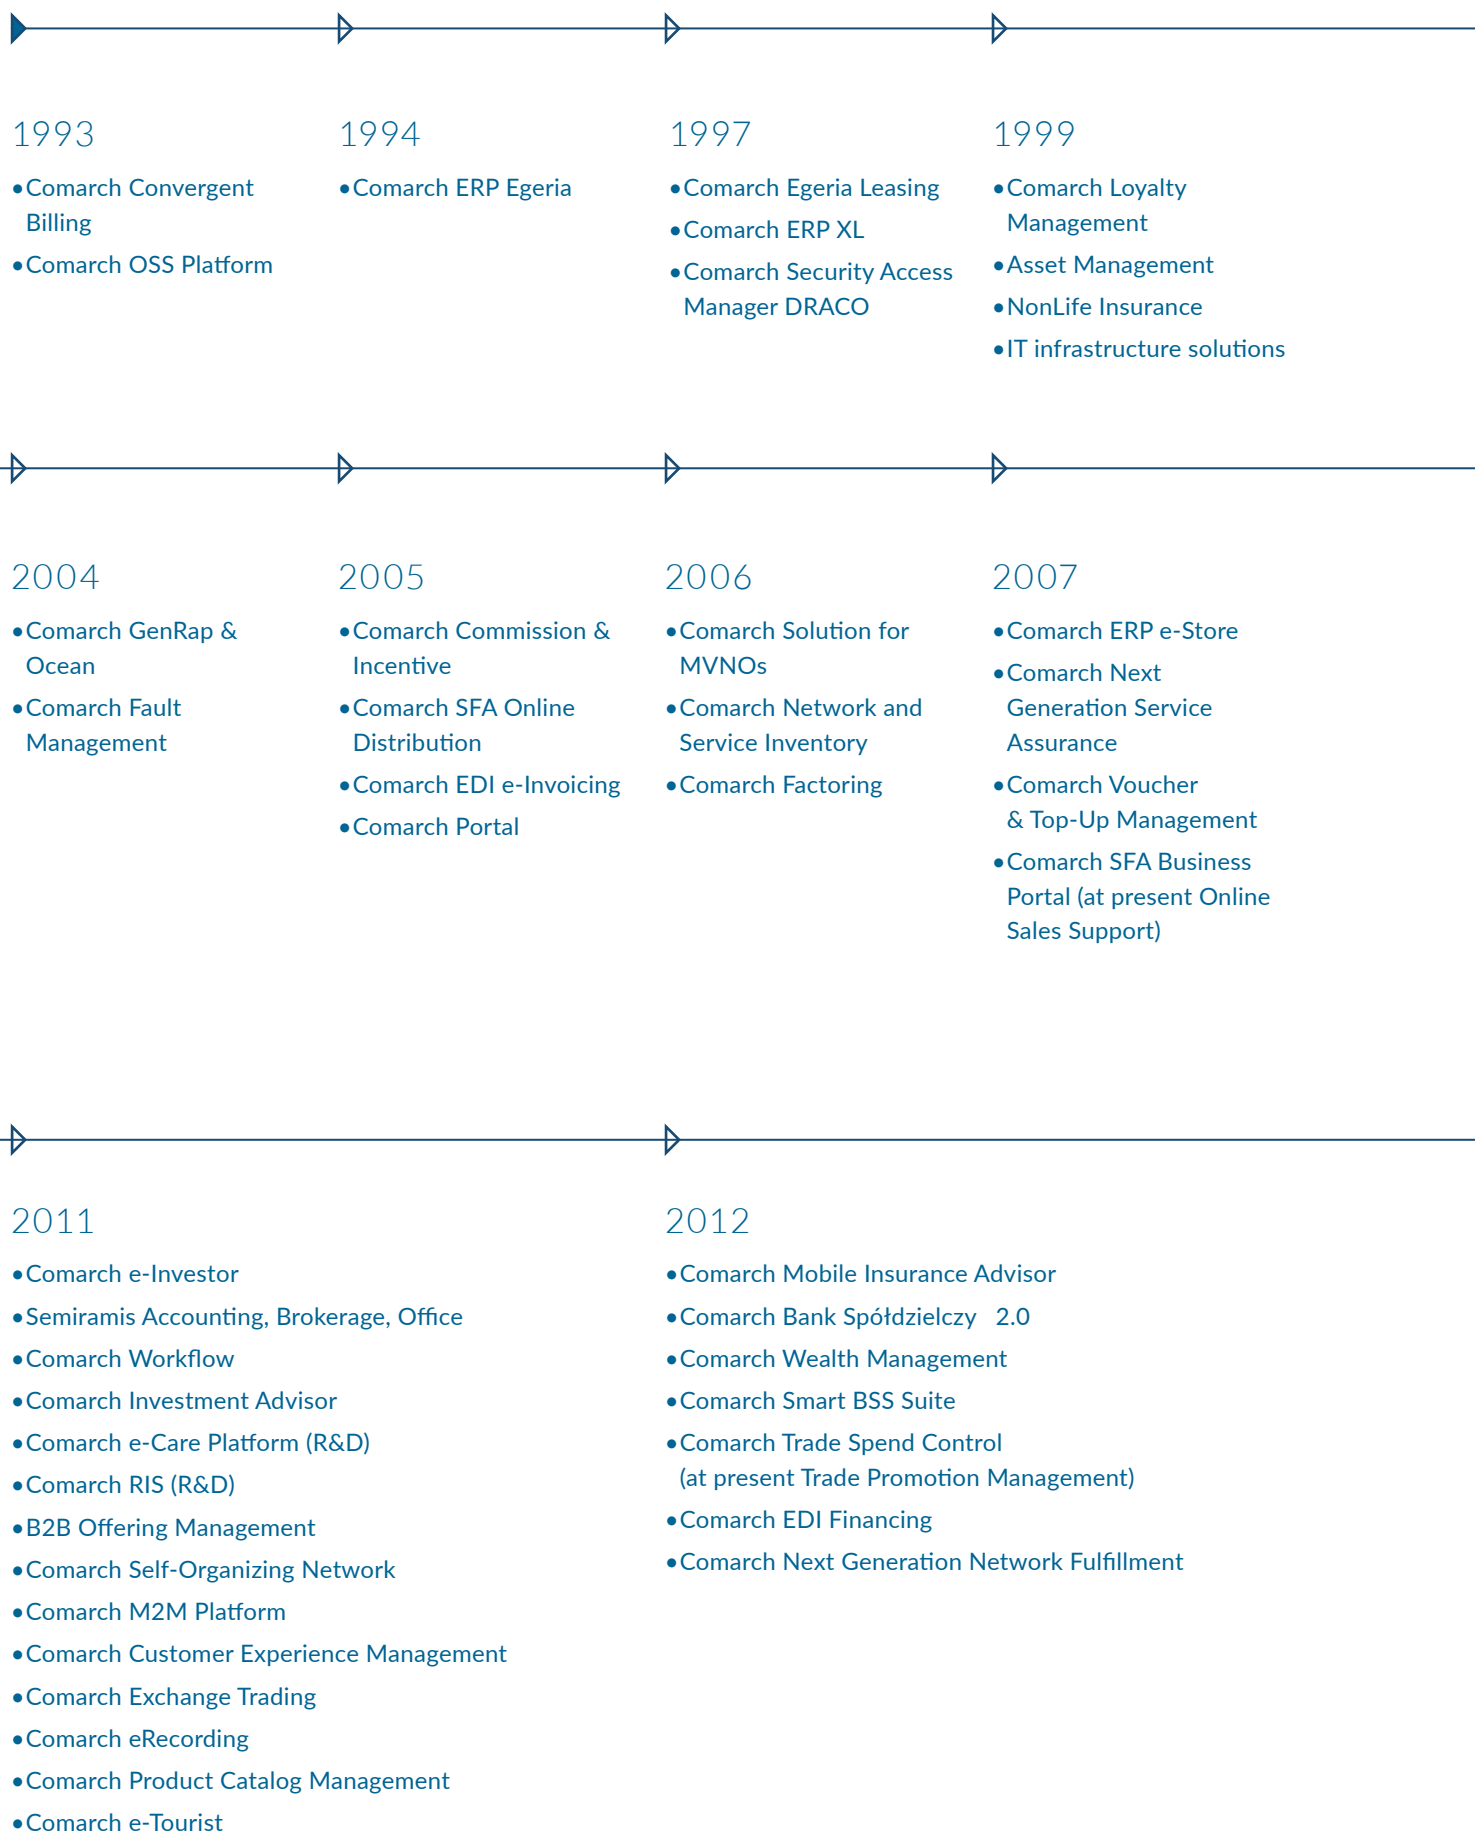 1993
•Comarch Convergent
Billing
•Comarch OSS Platform
1994
•Comarch ERP Egeria
1997
•Comarch Egeria Leasing
•Comarch ERP XL
•Comarch Security Access
Manager DRACO
1999
•Comarch Loyalty
Management
•Asset Management
•NonLife Insurance
•IT infrastructure solutions
2004
•Comarch GenRap &
Ocean
•Comarch Fault
Management
2005
•Comarch Commission &
Incentive
•Comarch SFA Online
Distribution
•Comarch EDI e-Invoicing
•Comarch Portal
2006
•Comarch Solution for
MVNOs
•Comarch Network and
Service Inventory
•Comarch Factoring
2007
•Comarch ERP e-Store
•Comarch Next
Generation Service
Assurance
•Comarch Voucher
& Top-Up Management
•Comarch SFA Business
Portal (at present Online
Sales Support)
2011
•Comarch e-Investor
•Semiramis Accounting, Brokerage, Office
•Comarch Workflow
•Comarch Investment Advisor
•Comarch e-Care Platform (R&D)
•Comarch RIS (R&D)
•B2B Offering Management
•Comarch Self-Organizing Network
•Comarch M2M Platform
•Comarch Customer Experience Management
•Comarch Exchange Trading
•Comarch eRecording
•Comarch Product Catalog Management
•Comarch e-Tourist
2012
•Comarch Mobile Insurance Advisor
•Comarch Bank Spółdzielczy 2.0
•Comarch Wealth Management
•Comarch Smart BSS Suite
•Comarch Trade Spend Control
(at present Trade Promotion Management)
•Comarch EDI Financing
•Comarch Next Generation Network Fulfillment